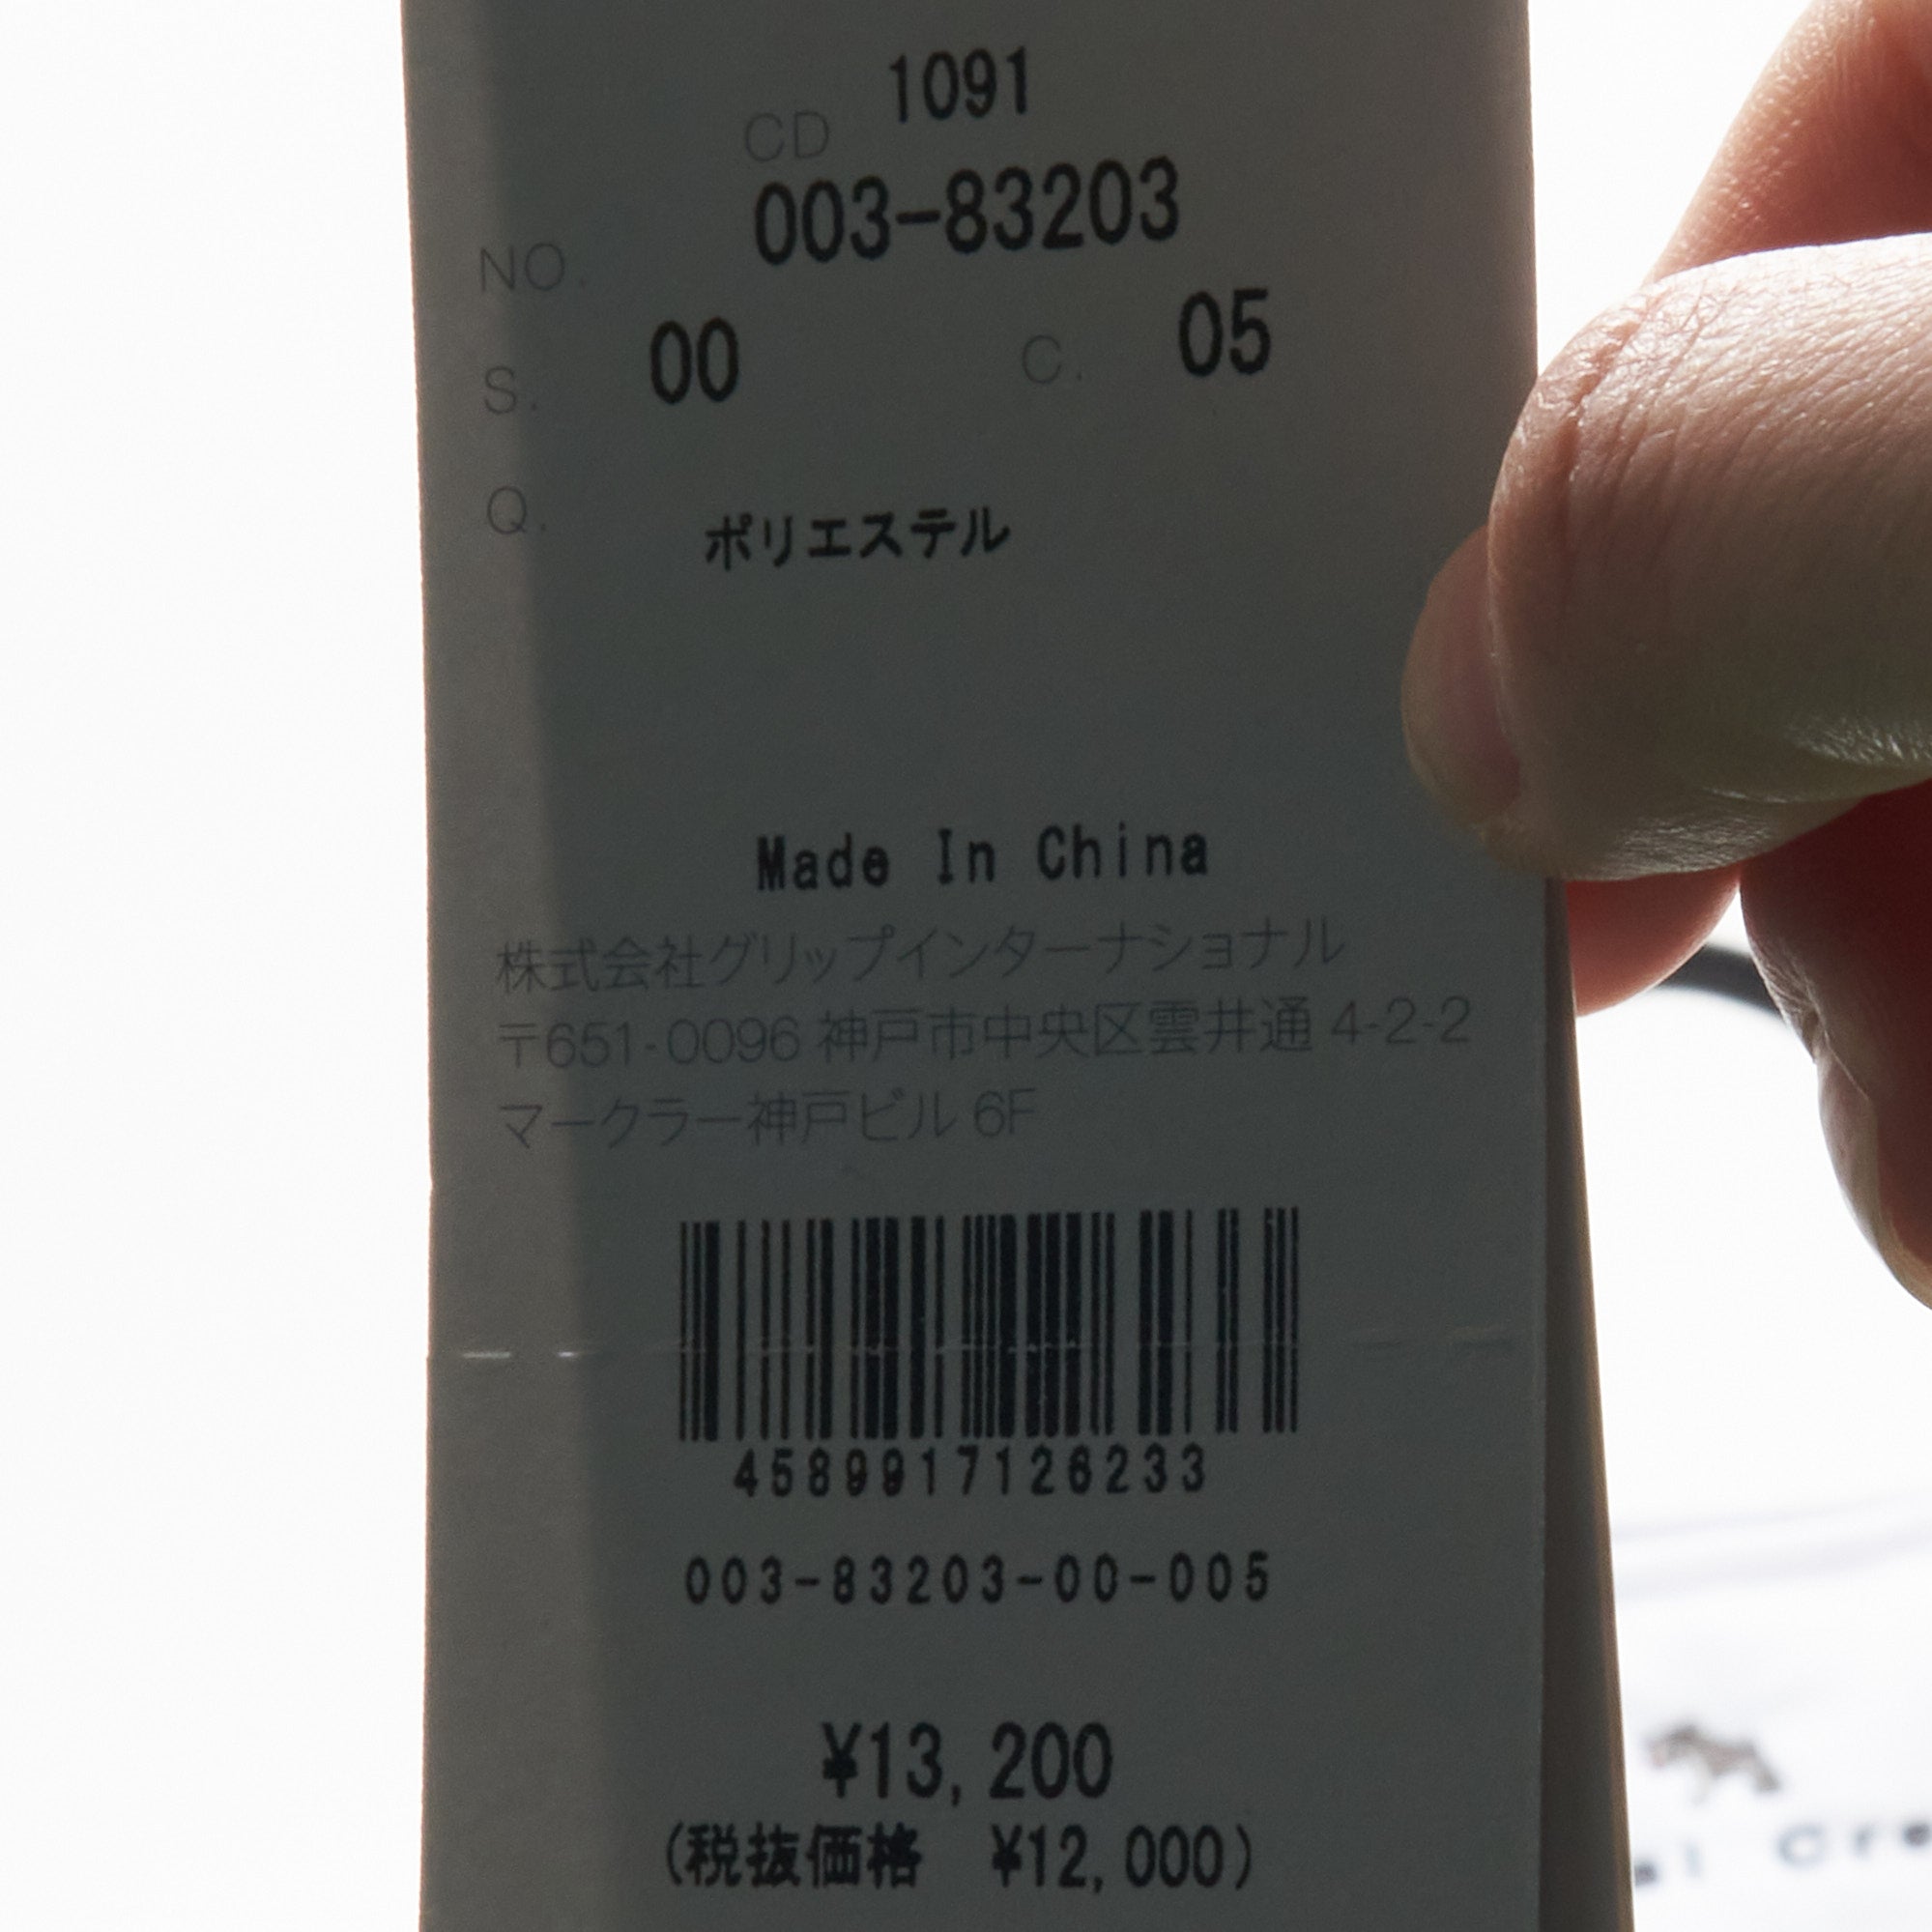 1091
CD
003-83203
NO.
S. 00 C. 05
Q.
ポリエステル
Made In China
株式会社グリップインターナショナル
〒651-0096 神戸市中央区雲井通 4-2-2
マークラー神戸ビル 6F
4589917126233
003-83203-00-005
¥13,200
(税抜価格 ¥12,000)